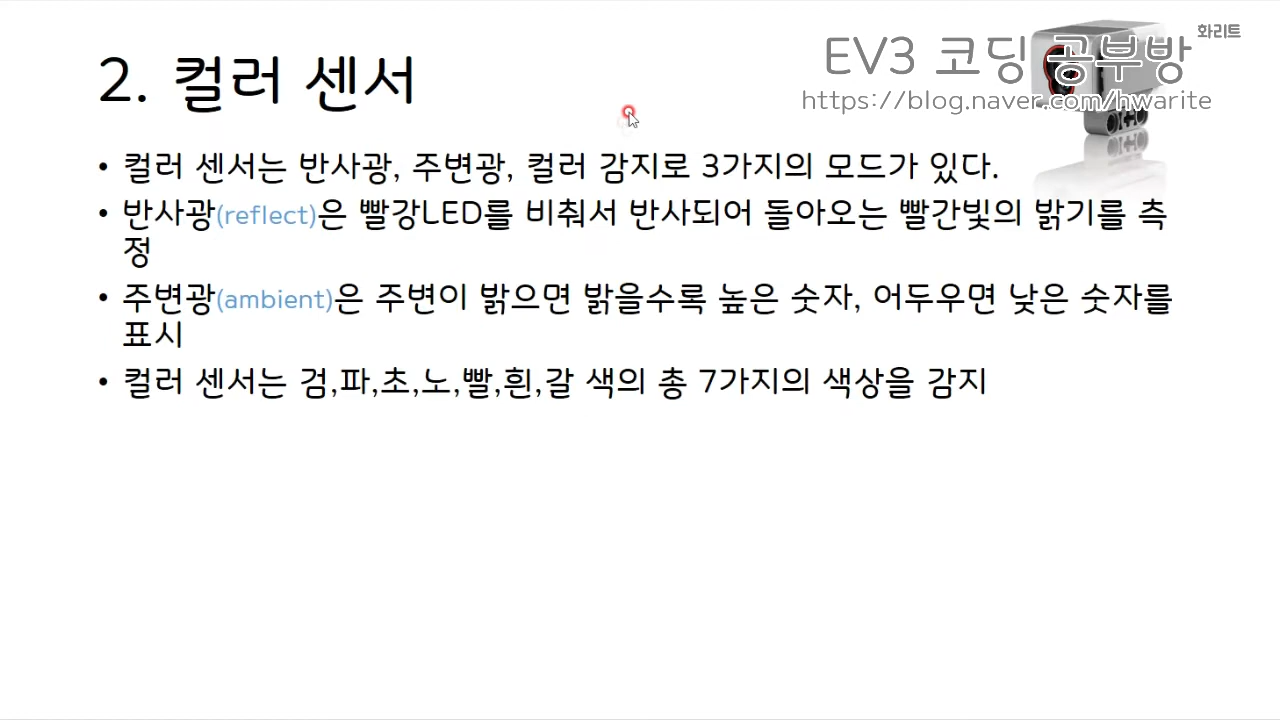 화리트
EV3 코딩 공부방
https://blog.naver.com/hwarite
2. 컬러 센서
• 컬러 센서는 반사광, 주변광, 컬러 감지로 3가지의 모드가 있다.
• 반사광(reflect)은 빨강LED를 비춰서 반사되어 돌아오는 빨간빛의 밝기를 측
정
• 주변광(ambient)은 주변이 밝으면 밝을수록 높은 숫자, 어두우면 낮은 숫자를
표시
• 컬러 센서는 검,파,초,노,빨,흰,갈 색의 총 7가지의 색상을 감지